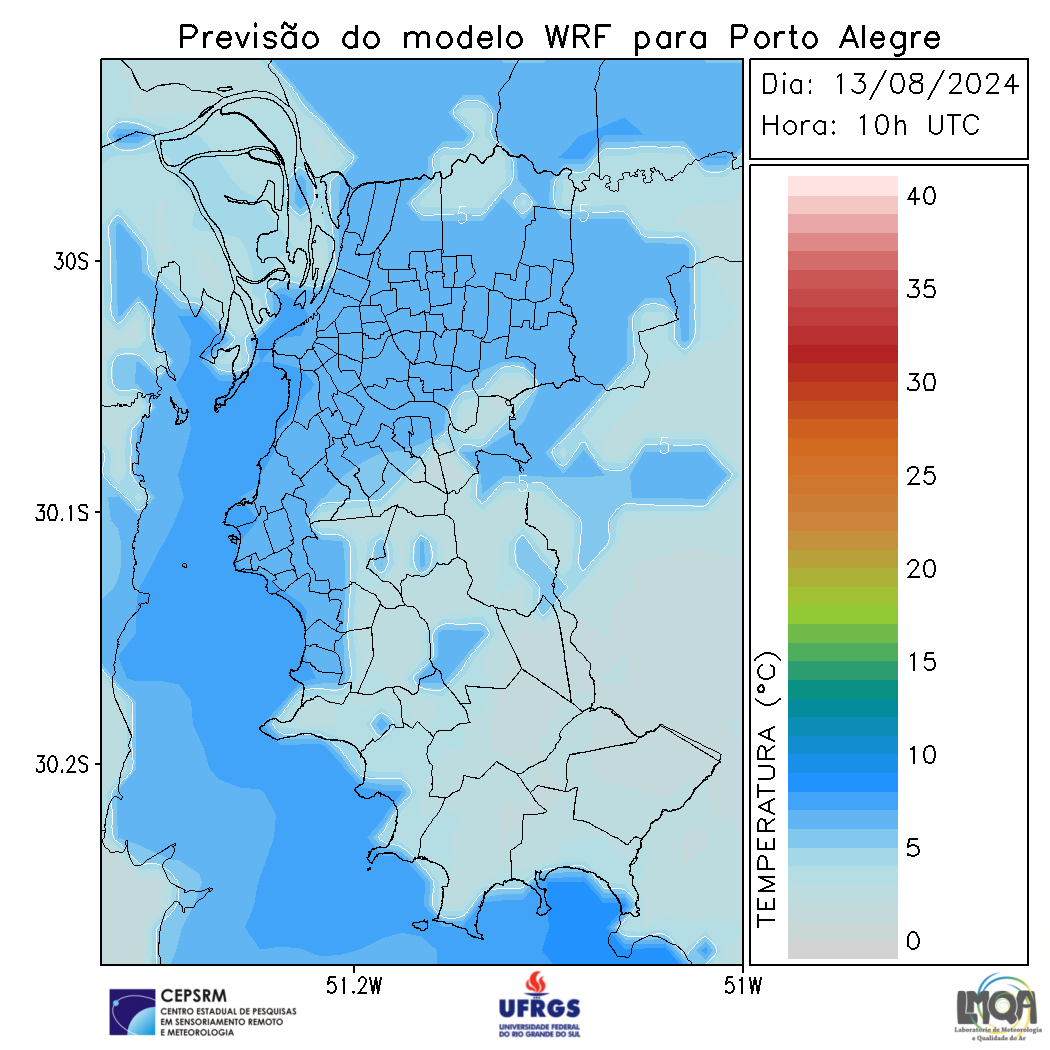 Previsão do modelo WRF para Porto Alegre
Dia: 13/08/2024
Hora: 10h UTC
30S
30.1S
30.2S
51.2W
51W
5
5
5
5
TEMPERATURA (°C)
40
35
30
25
20
15
10
5
0
CEPSRM
CENTRO ESTADUAL DE PESQUISAS
EM SENSORIAMENTO REMOTO
E METEOROLOGIA
UFRGS
UNIVERSIDADE FEDERAL
DO RIO GRANDE DO SUL
LMQA
Laboratório de Meteorologia
e Qualidade do Ar